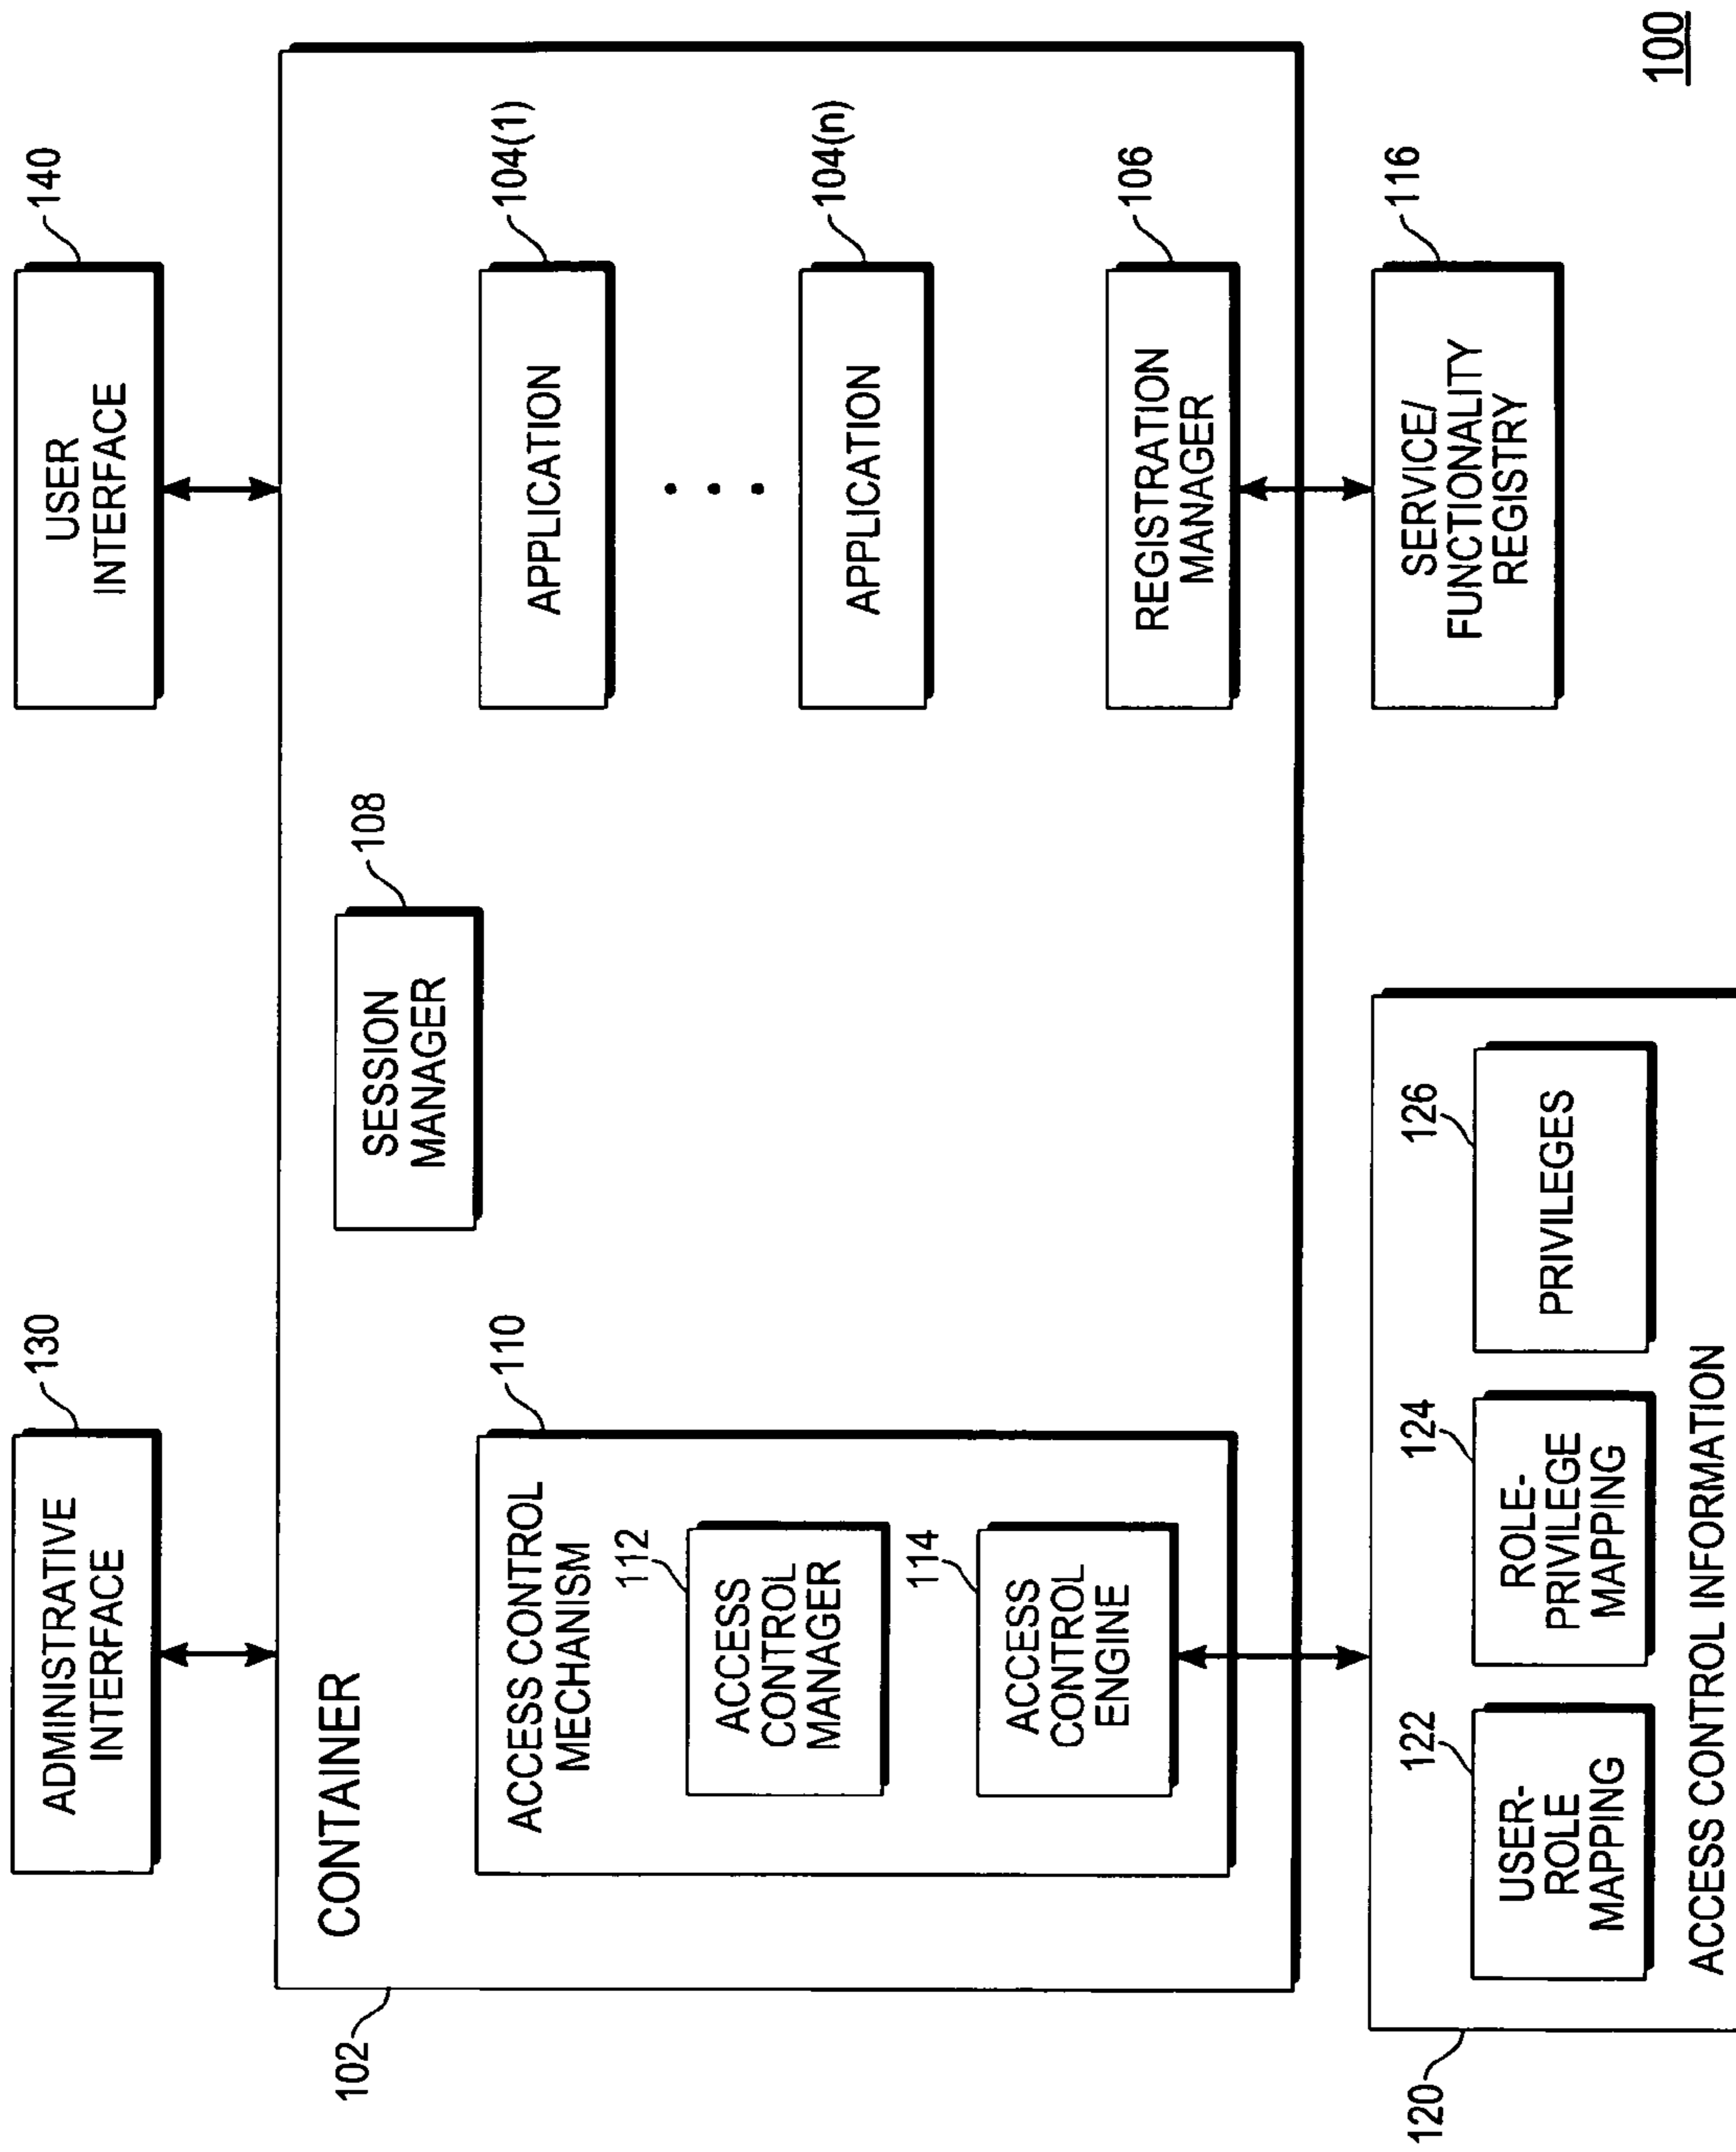 130
ADMINISTRATIVE
INTERFACE
140
USER
INTERFACE
102
CONTAINER
108
SESSION
MANAGER
110
ACCESS CONTROL
MECHANISM
112
ACCESS
CONTROL
MANAGER
114
ACCESS
CONTROL
ENGINE
104(1)
APPLICATION
104(n)
APPLICATION
106
REGISTRATION
MANAGER
116
SERVICE/
FUNCTIONALITY
REGISTRY
120
122
USER-
ROLE
MAPPING
124
ROLE-
PRIVILEGE
MAPPING
126
PRIVILEGES
ACCESS CONTROL INFORMATION
100